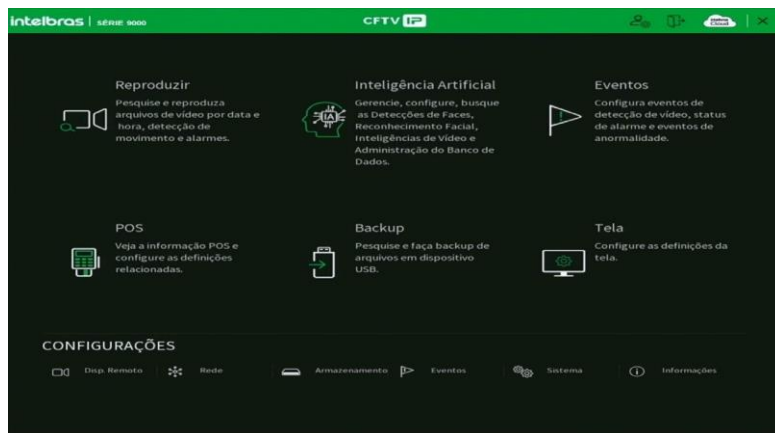 intelbras | SÉRIE 9000
CFTV IP
Reproduzir
Pesquise e reproduza
arquivos de vídeo por data e
hora, detecção de
movimento e alarmes.
Inteligência Artificial
Gerencie, configure, busque
as Detecções de Faces,
Reconhecimento Facial,
Inteligências de Vídeo e
Administração do Banco de
Dados.
IA
Eventos
Configura eventos de
detecção de vídeo, status
de alarme e eventos de
anormalidade.
POS
Veja a informação POS e
configure as definições
relacionadas.
Backup
Pesquise e faça backup de
arquivos em dispositivo
USB.
Tela
Configure as definições da
tela.
CONFIGURAÇÕES
Disp. Remoto
Rede
Armazenamento
Eventos
Sistema
Informações